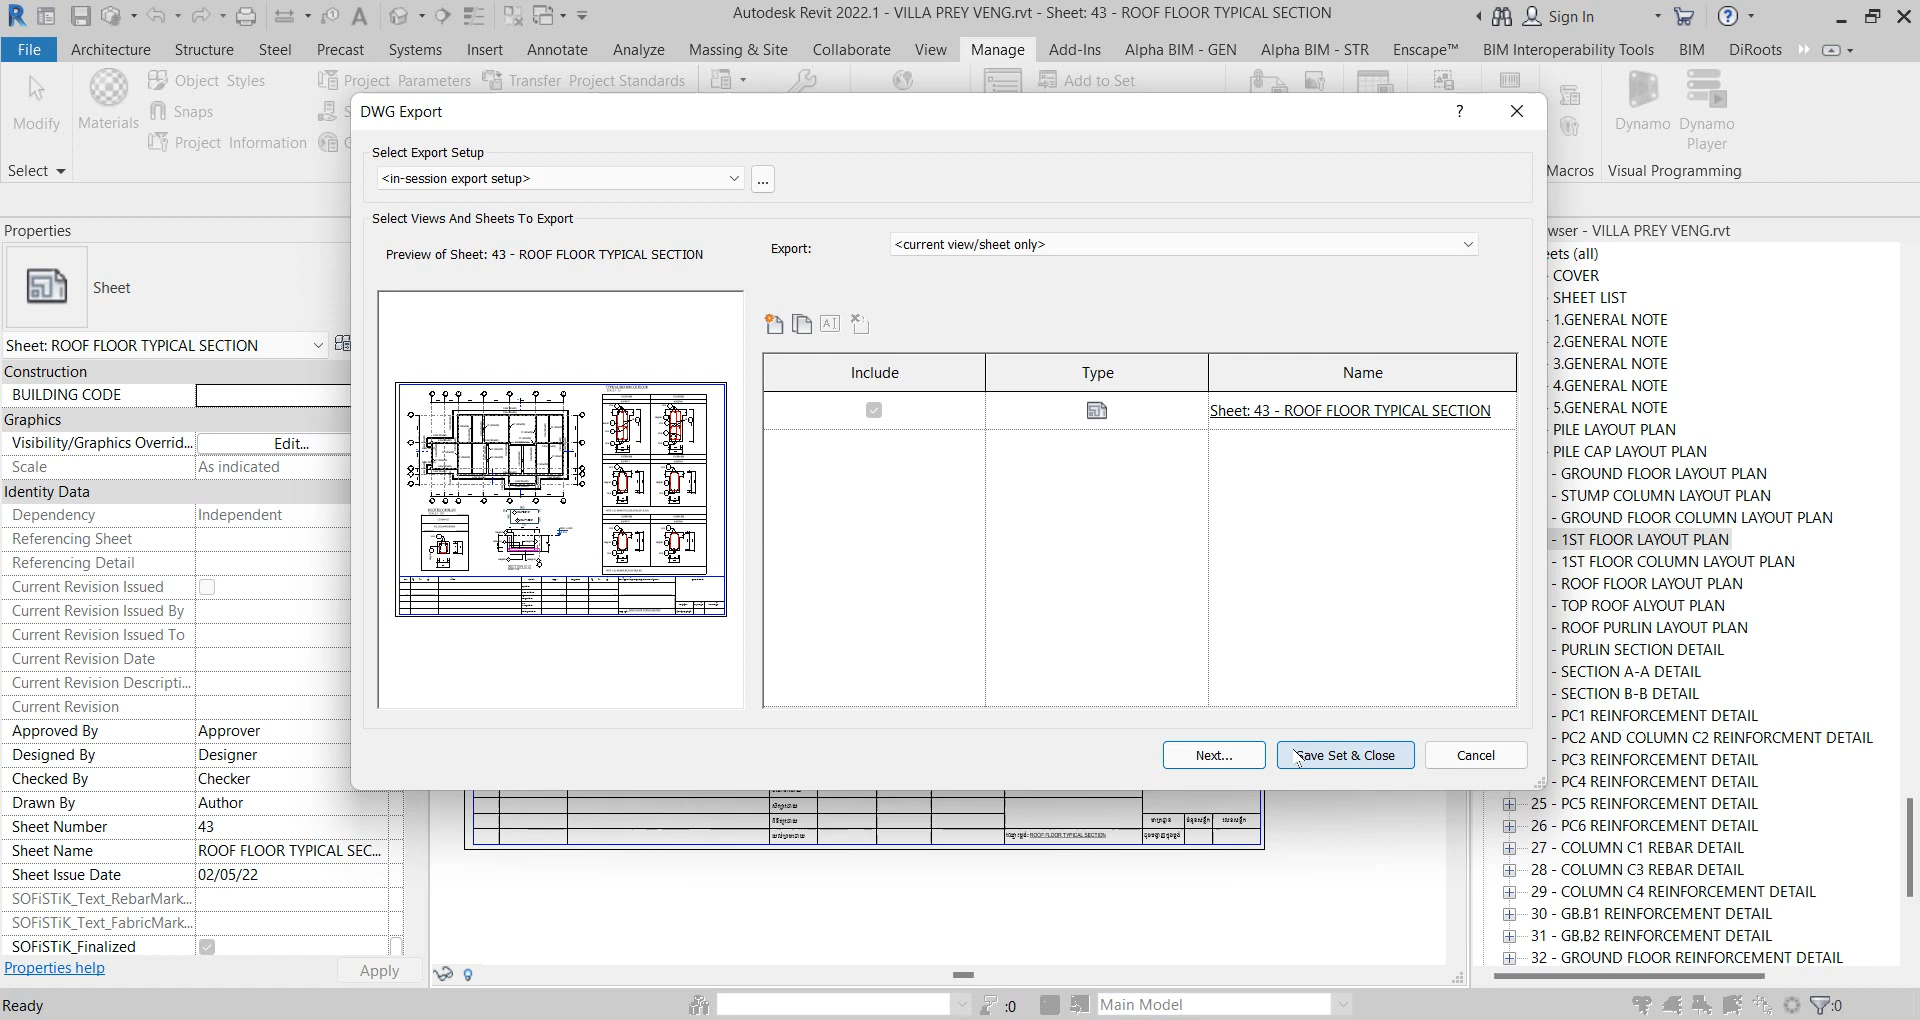 Autodesk Revit 2022.1 - VILLA PREY VENG.rvt - Sheet: 43 - ROOF FLOOR TYPICAL SECTION
Sign In
File Architecture Structure Steel Precast Systems Insert Annotate Analyze Massing & Site Collaborate View Manage Add-Ins Alpha BIM - GEN Alpha BIM - STR Enscape™ BIM Interoperability Tools BIM DiRoots
Object Styles Project Parameters Transfer Project Standards Add to Set
Snaps
Modify Materials Dynamo Dynamo Player
Project Information
Select Macros Visual Programming
DWG Export
Select Export Setup
<in-session export setup>
...
Select Views And Sheets To Export
Preview of Sheet: 43 - ROOF FLOOR TYPICAL SECTION
Export:
<current view/sheet only>
Include Type Name
Sheet: 43 - ROOF FLOOR TYPICAL SECTION
Next...
Save Set & Close
Cancel
Properties
Sheet
Sheet: ROOF FLOOR TYPICAL SECTION
Construction
BUILDING CODE
Graphics
Visibility/Graphics Overrid... Edit...
Scale As indicated
Identity Data
Dependency Independent
Referencing Sheet
Referencing Detail
Current Revision Issued
Current Revision Issued By
Current Revision Issued To
Current Revision Date
Current Revision Descripti...
Current Revision
Approved By Approver
Designed By Designer
Checked By Checker
Drawn By Author
Sheet Number 43
Sheet Name ROOF FLOOR TYPICAL SEC...
Sheet Issue Date 02/05/22
SOFiSTiK_Text_RebarMark...
SOFiSTiK_Text_FabricMark...
SOFiSTiK_Finalized
Properties help Apply
ROOF FLOOR TYPICAL SECTION
wser - VILLA PREY VENG.rvt
eets (all)
COVER
SHEET LIST
1.GENERAL NOTE
2.GENERAL NOTE
3.GENERAL NOTE
4.GENERAL NOTE
5.GENERAL NOTE
PILE LAYOUT PLAN
PILE CAP LAYOUT PLAN
- GROUND FLOOR LAYOUT PLAN
- STUMP COLUMN LAYOUT PLAN
- GROUND FLOOR COLUMN LAYOUT PLAN
- 1ST FLOOR LAYOUT PLAN
- 1ST FLOOR COLUMN LAYOUT PLAN
- ROOF FLOOR LAYOUT PLAN
- TOP ROOF ALYOUT PLAN
- ROOF PURLIN LAYOUT PLAN
- PURLIN SECTION DETAIL
- SECTION A-A DETAIL
- SECTION B-B DETAIL
- PC1 REINFORCEMENT DETAIL
- PC2 AND COLUMN C2 REINFORCMENT DETAIL
- PC3 REINFORCEMENT DETAIL
- PC4 REINFORCEMENT DETAIL
25 - PC5 REINFORCEMENT DETAIL
26 - PC6 REINFORCEMENT DETAIL
27 - COLUMN C1 REBAR DETAIL
28 - COLUMN C3 REBAR DETAIL
29 - COLUMN C4 REINFORCEMENT DETAIL
30 - GB.B1 REINFORCEMENT DETAIL
31 - GB.B2 REINFORCEMENT DETAIL
32 - GROUND FLOOR REINFORCEMENT DETAIL
Ready :0 Main Model :0